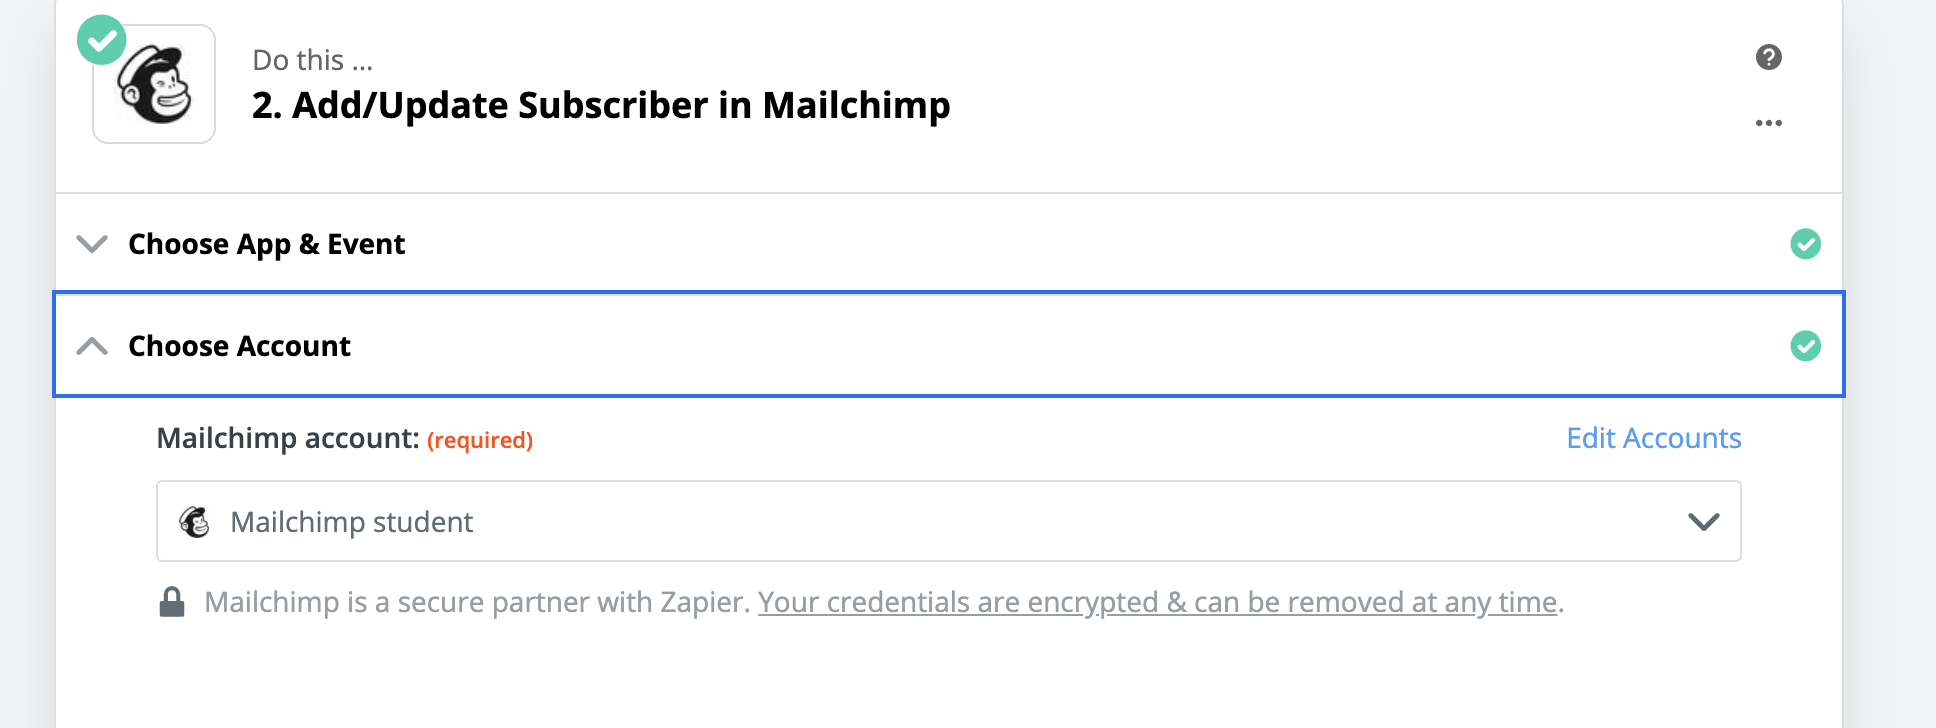 Do this ...
2. Add/Update Subscriber in Mailchimp
Choose App & Event
Choose Account
Mailchimp account: (required)
Edit Accounts
Mailchimp student
Mailchimp is a secure partner with Zapier. Your credentials are encrypted & can be removed at any time.